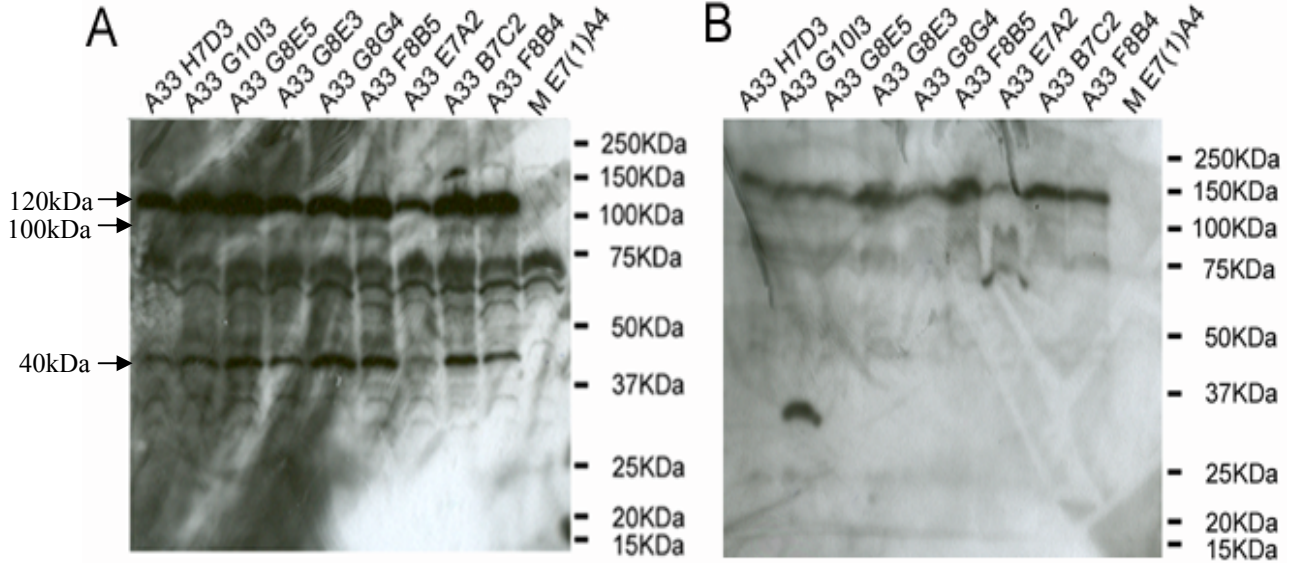 A
A33 H7D3
A33 G10I3
A33 G8E5
A33 G8E3
A33 G8G4
A33 F8B5
A33 E7A2
A33 B7C2
A33 F8B4
M E7(1)A4
120kDa
100kDa
40kDa
250KDa
150KDa
100KDa
75KDa
50KDa
37KDa
25KDa
20KDa
15KDa
B
A33 H7D3
A33 G10I3
A33 G8E5
A33 G8E3
A33 G8G4
A33 F8B5
A33 E7A2
A33 B7C2
A33 F8B4
M E7(1)A4
250KDa
150KDa
100KDa
75KDa
50KDa
37KDa
25KDa
20KDa
15KDa